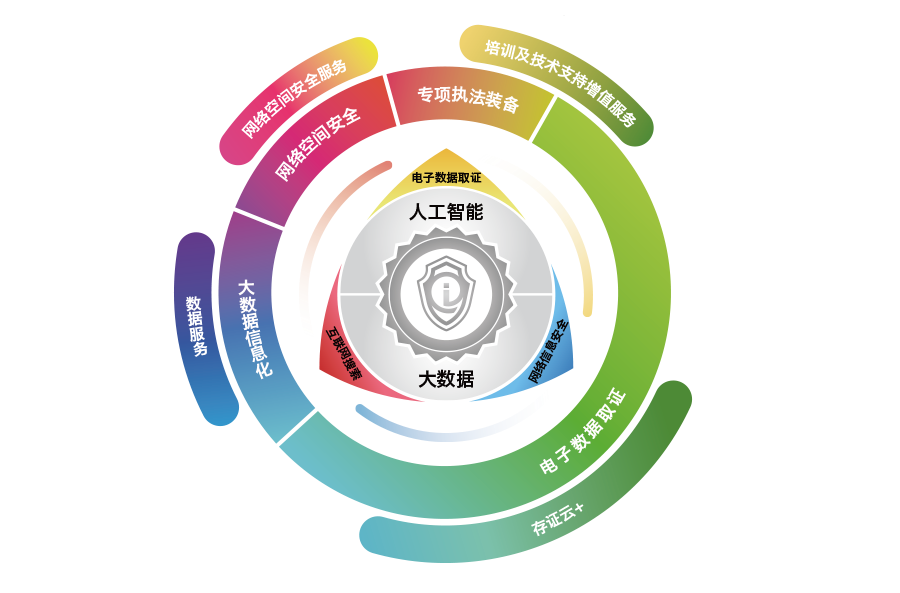 网络空间安全服务
培训及技术支持增值服务
专项执法装备
网络空间安全
电子数据取证
人工智能
大数据信息化
数据服务
互联网搜索
网络信息安全
大数据
电子数据取证
存证云+